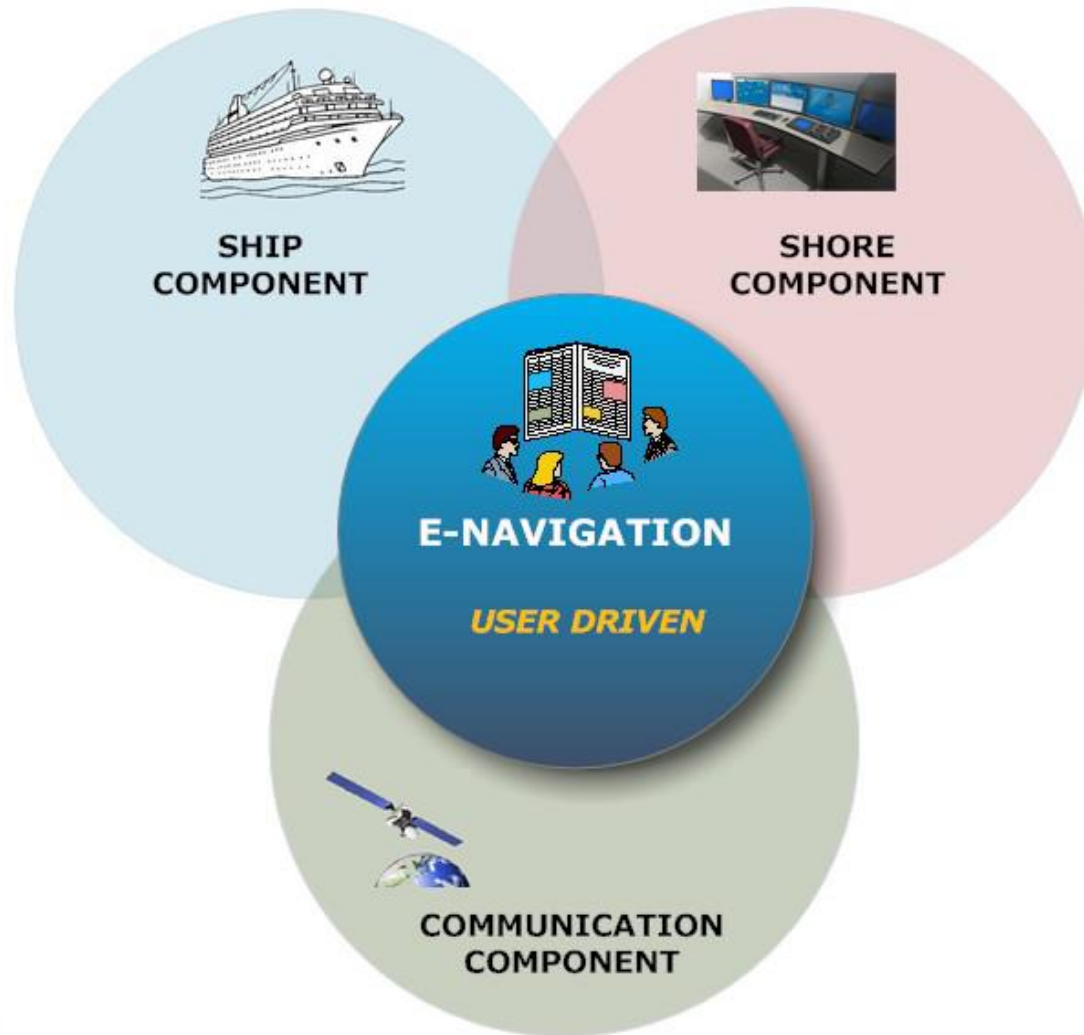 SHIP
COMPONENT
SHORE
COMPONENT
E-NAVIGATION
USER DRIVEN
COMMUNICATION
COMPONENT